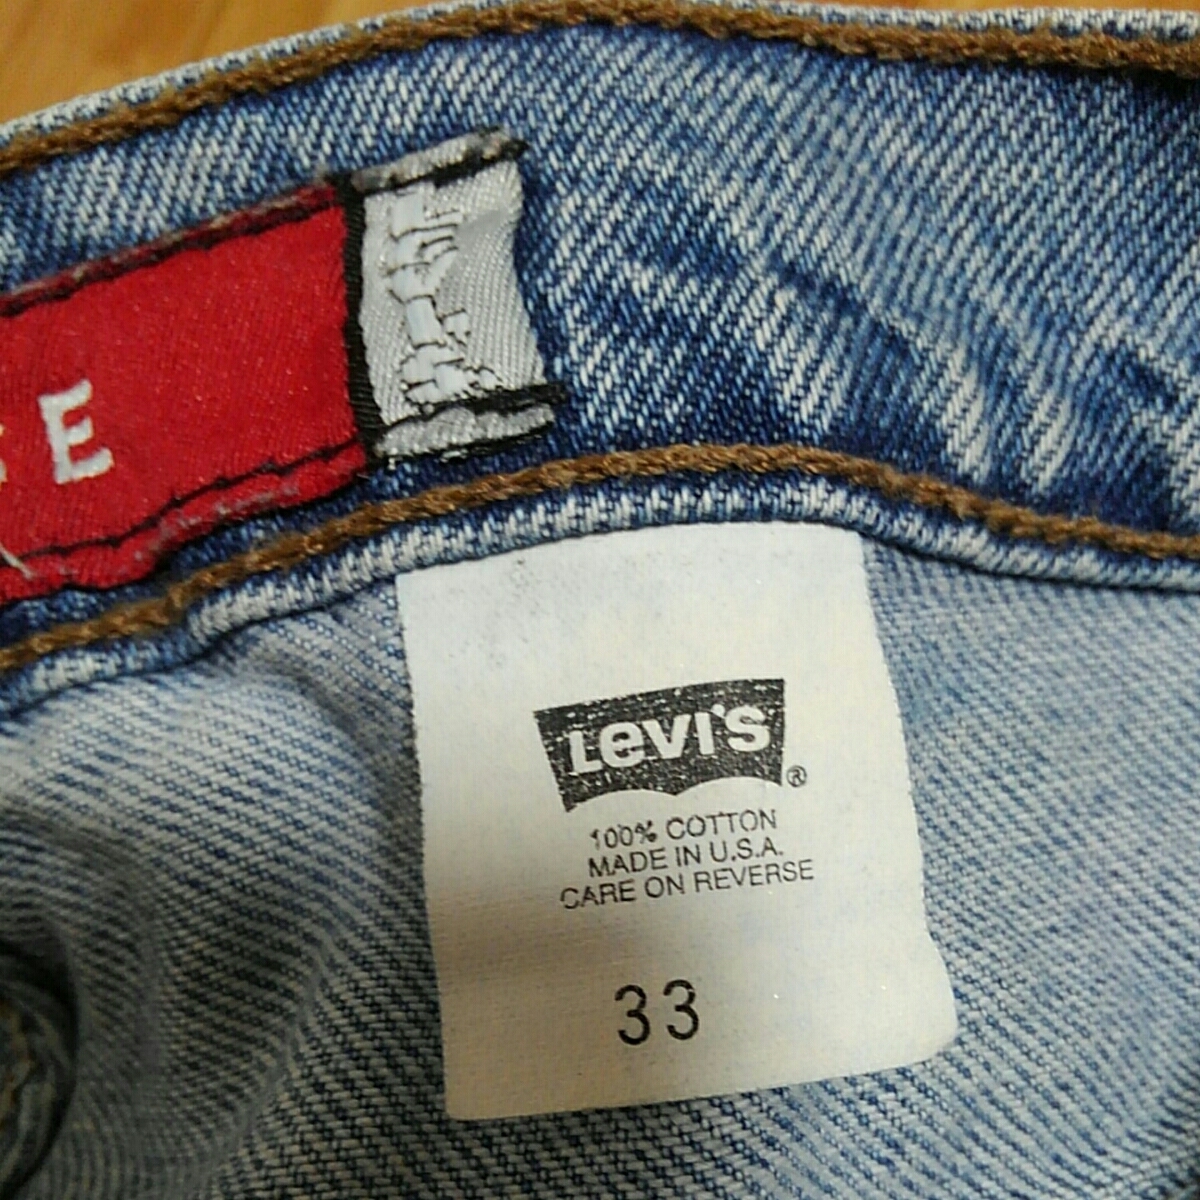 E
Levi's®
100% COTTON
MADE IN U.S.A.
CARE ON REVERSE
33